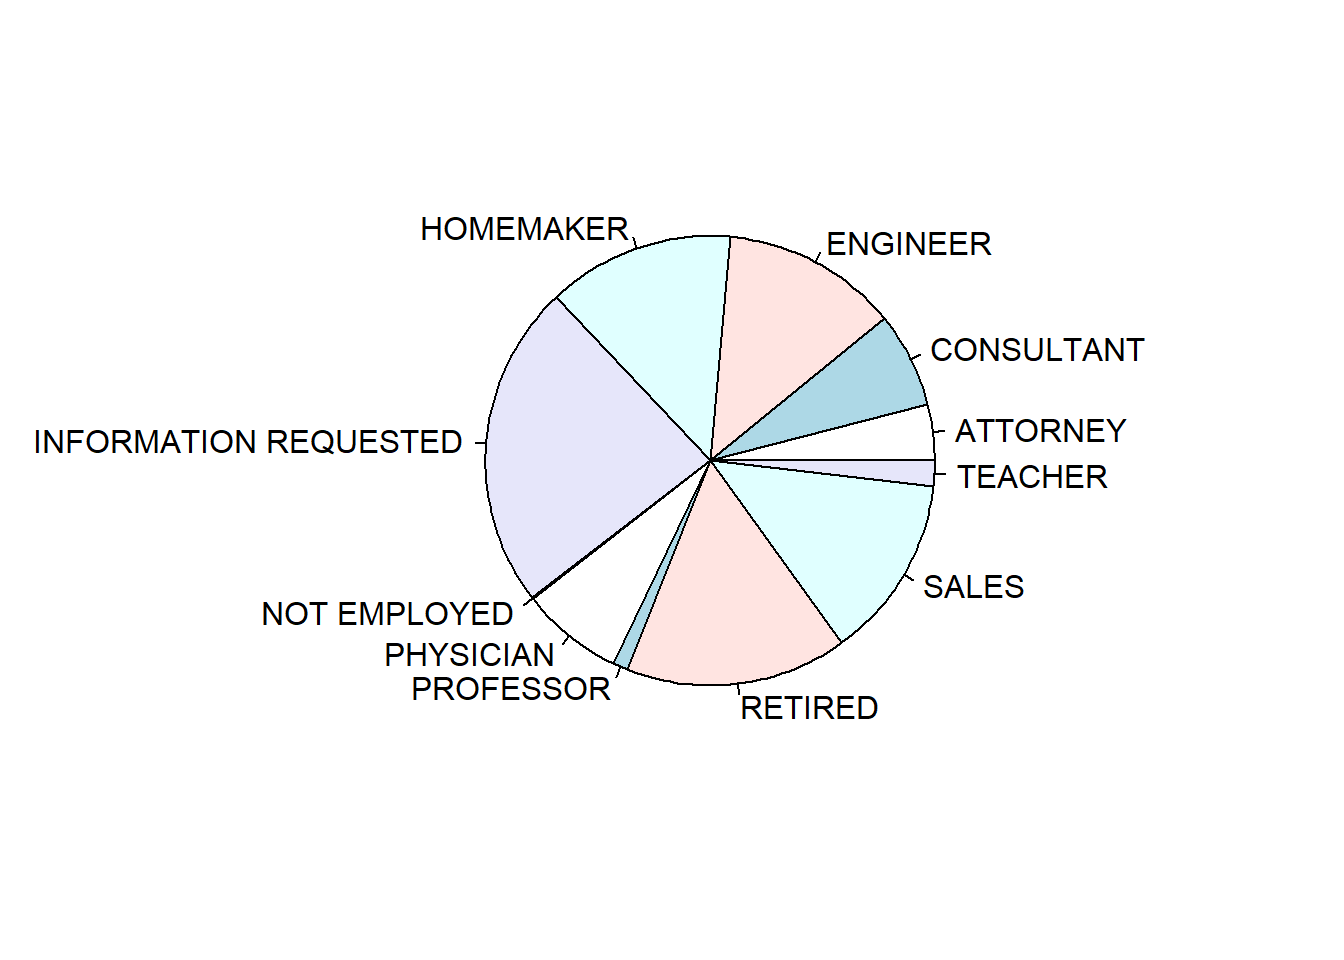 HOMEMAKER
ENGINEER
CONSULTANT
ATTORNEY
INFORMATION REQUESTED
TEACHER
SALES
NOT EMPLOYED
PHYSICIAN
PROFESSOR
RETIRED